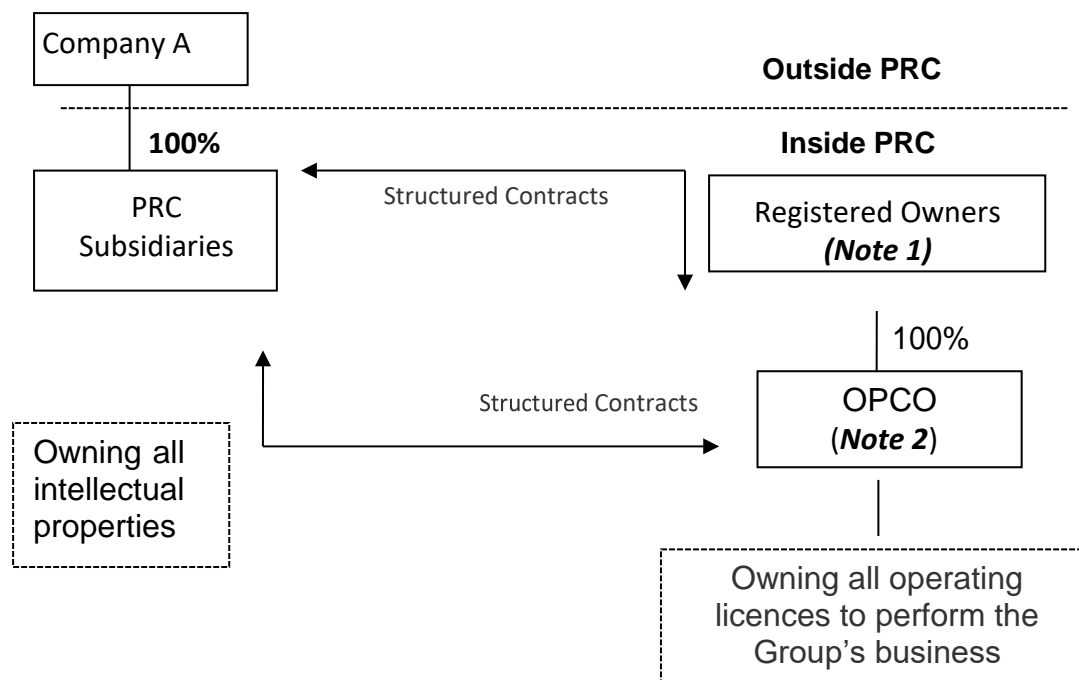 Company A
Outside PRC
100%
Inside PRC
PRC
Subsidiaries
Structured Contracts
Registered Owners
(Note 1)
100%
Structured Contracts
OPCO
(Note 2)
Owning all
intellectual
properties
Owning all operating
licences to perform the
Group's business